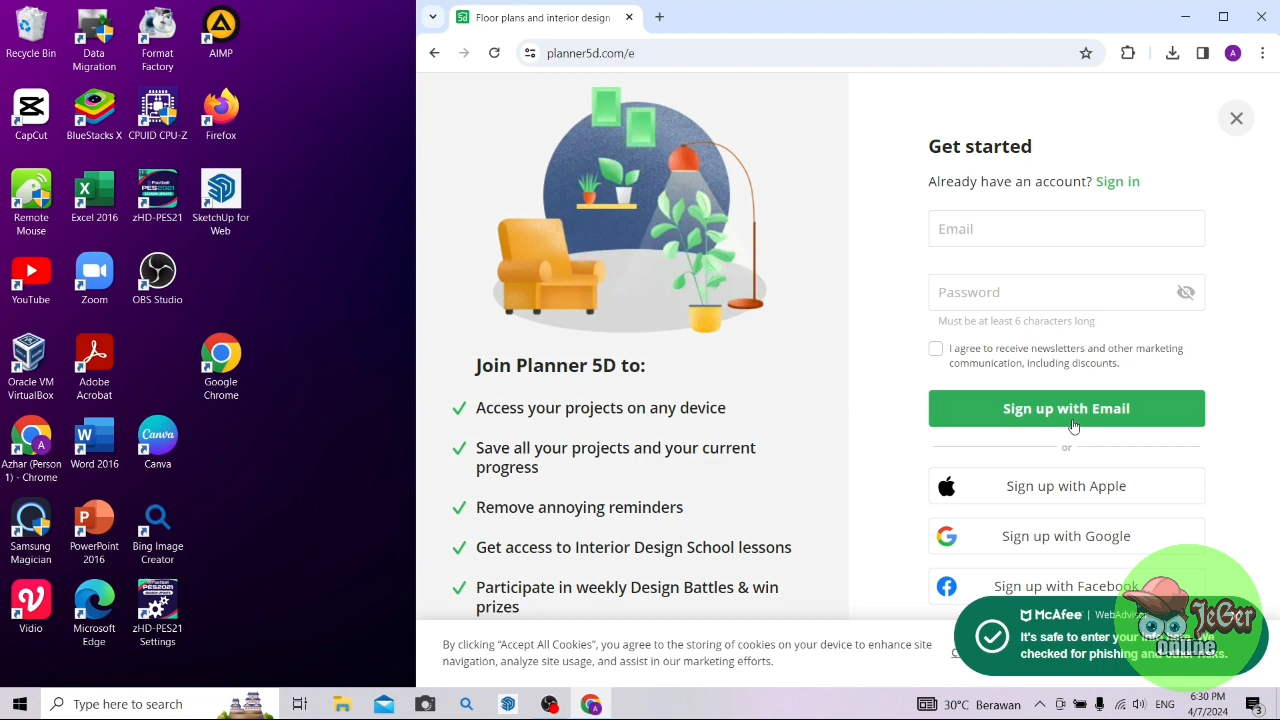 Recycle Bin
Data
Migration
Format
Factory
AIMP
CapCut
BlueStacks X
CPUID CPU-Z
Firefox
Remote
Mouse
Excel 2016
zHD-PES21
SketchUp for
Web
YouTube
Zoom
OBS Studio
Oracle VM
VirtualBox
Adobe
Acrobat
Google
Chrome
Azhar (Person
1) - Chrome
Word 2016
Canva
Samsung
Magician
PowerPoint
2016
Bing Image
Creator
Vidio
Microsoft
Edge
zHD-PES21
Settings
Floor plans and interior design
planner5d.com/e
Join Planner 5D to:
Access your projects on any device
Save all your projects and your current
progress
Remove annoying reminders
Get access to Interior Design School lessons
Participate in weekly Design Battles & win
prizes
Get started
Already have an account? Sign in
Email
Password
Must be at least 6 characters long
I agree to receive newsletters and other marketing
communication, including discounts.
Sign up with Email
or
Sign up with Apple
Sign up with Google
Sign up with Facebook
By clicking “Accept All Cookies”, you agree to the storing of cookies on your device to enhance site
navigation, analyze site usage, and assist in our marketing efforts.
McAfee | WebAdvisor
It's safe to enter your info here. We
checked for phishing and other risks.
JeGer
online
Type here to search
30°C Berawan
ENG
6:30 PM
4/7/2024
3